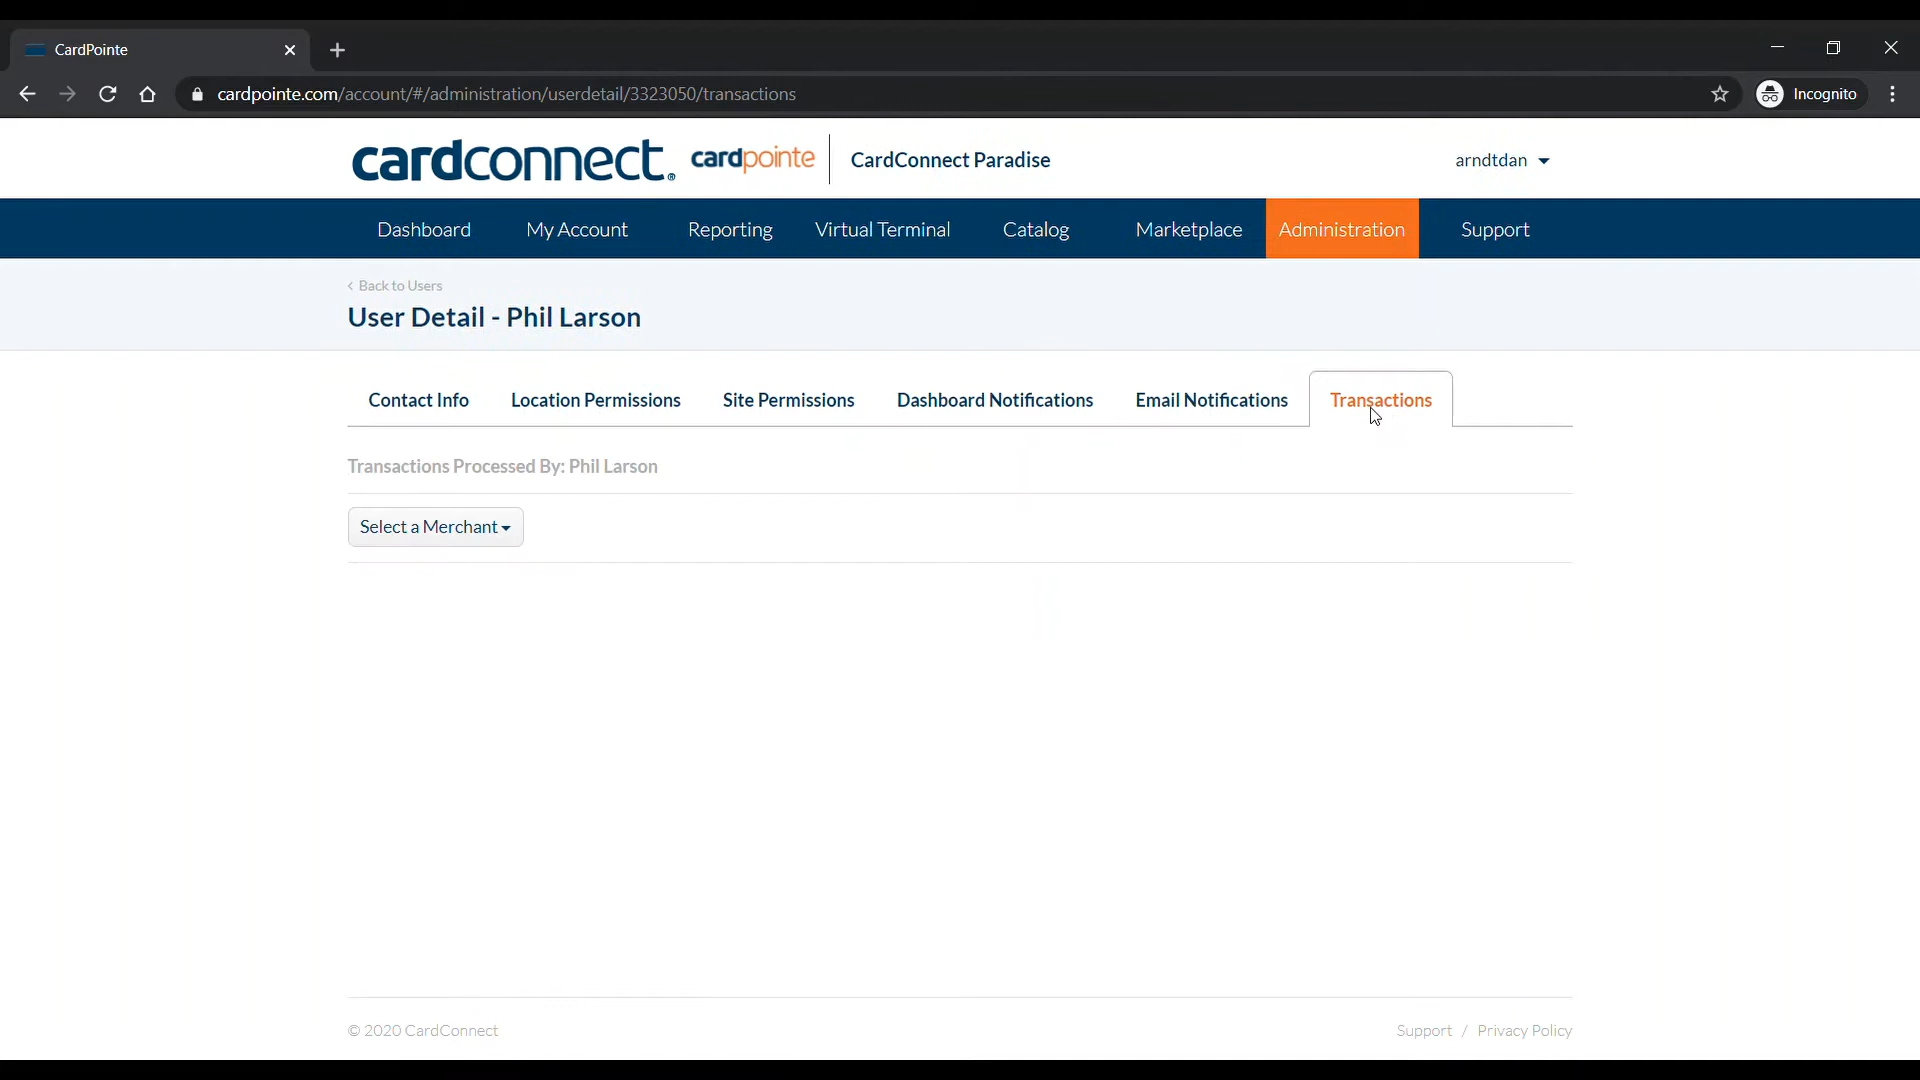 CardPointe
cardpointe.com/account/#/administration/userdetail/3323050/transactions
Incognito
cardconnect® cardpointe CardConnect Paradise arndtdan
Dashboard My Account Reporting Virtual Terminal Catalog Marketplace Administration Support
< Back to Users
User Detail - Phil Larson
Contact Info Location Permissions Site Permissions Dashboard Notifications Email Notifications Transactions
Transactions Processed By: Phil Larson
Select a Merchant
© 2020 CardConnect Support / Privacy Policy